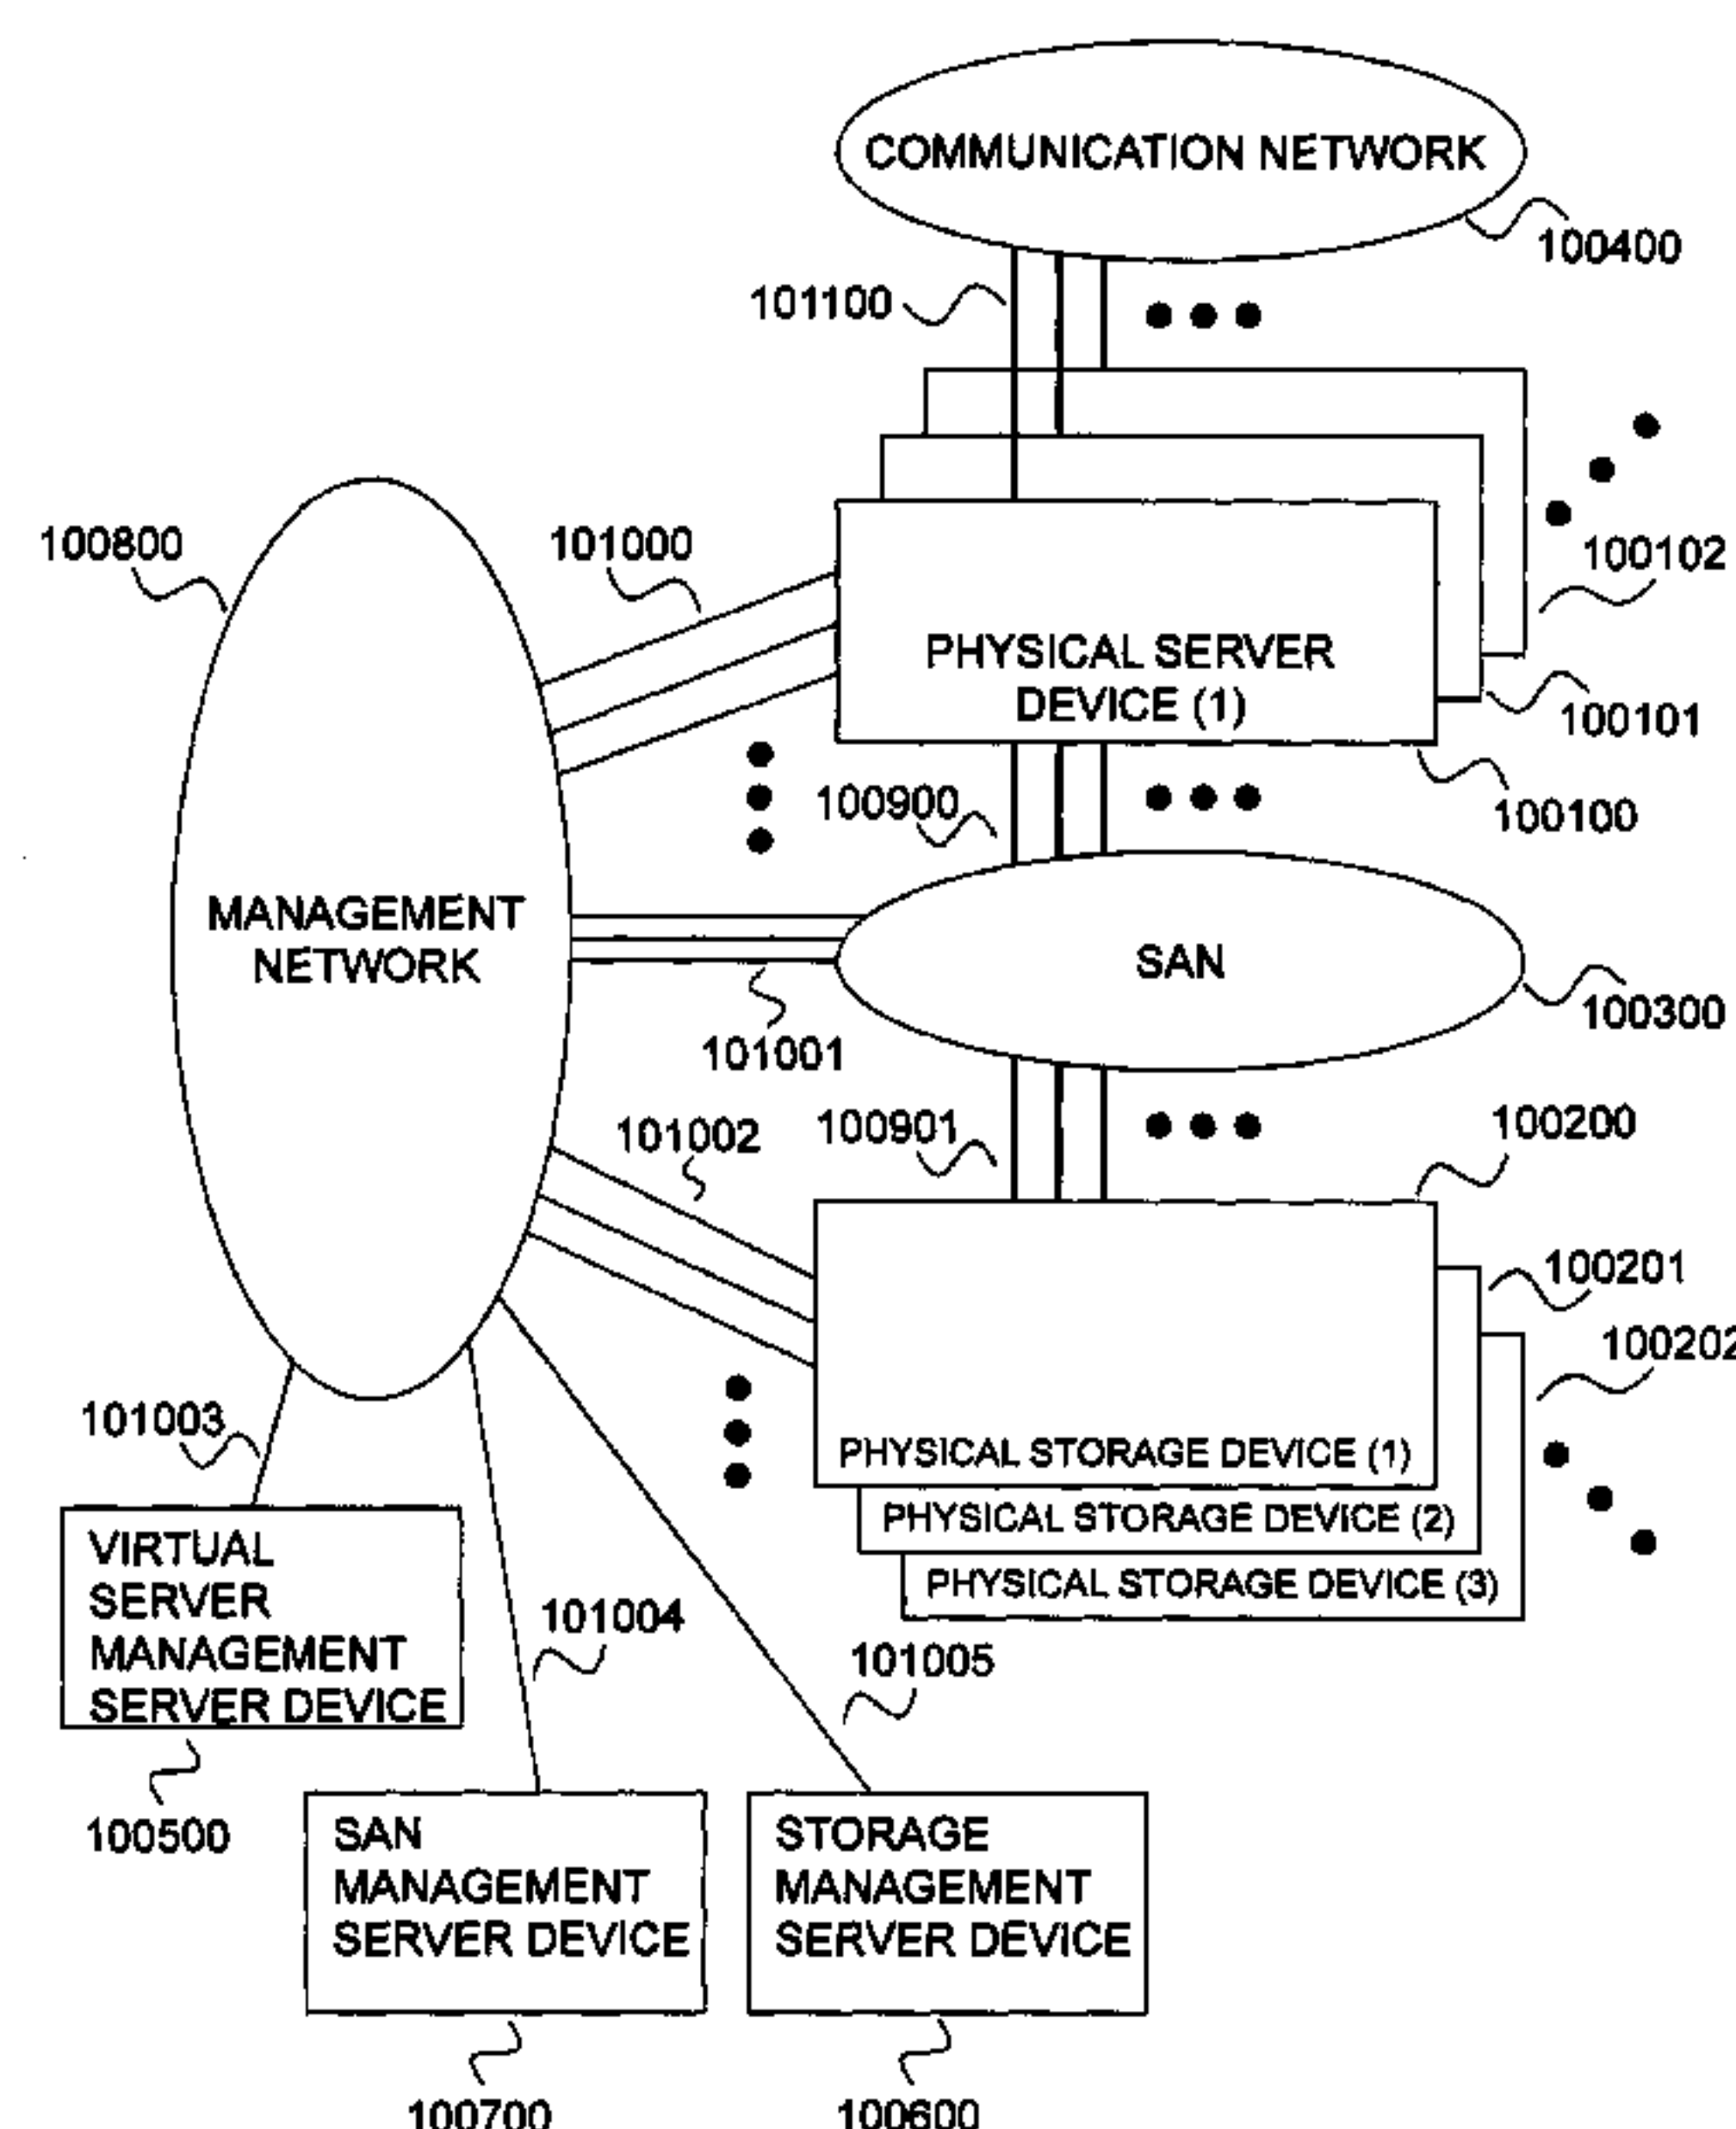 COMMUNICATION NETWORK
100400
101100
100102
100800
101000
PHYSICAL SERVER
DEVICE (1)
100101
100900
100100
MANAGEMENT
NETWORK
SAN
100300
101001
101002
100901
100200
100201
100202
101003
PHYSICAL STORAGE DEVICE (1)
PHYSICAL STORAGE DEVICE (2)
PHYSICAL STORAGE DEVICE (3)
VIRTUAL
SERVER
MANAGEMENT
SERVER DEVICE
101004
101005
100500
SAN
MANAGEMENT
SERVER DEVICE
STORAGE
MANAGEMENT
SERVER DEVICE
100700
100600